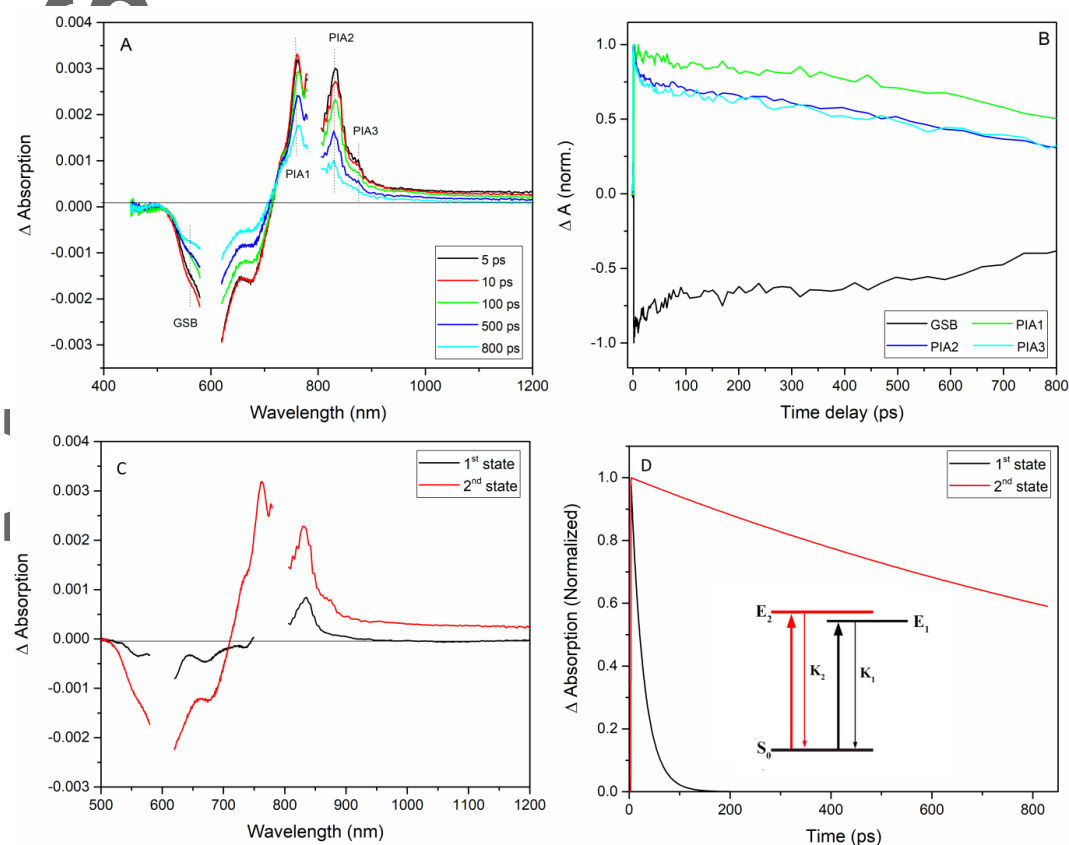 A
PIA2
PIA3
PIA1
GSB
5 ps
10 ps
100 ps
500 ps
800 ps
0.004
0.003
0.002
0.001
0.000
-0.001
-0.002
-0.003
Δ Absorption
400 600 800 1000 1200
Wavelength (nm)
B
1.0
0.5
0.0
-0.5
-1.0
Δ A (norm.)
GSB PIA1
PIA2 PIA3
0 100 200 300 400 500 600 700 800
Time delay (ps)
C
1st state
2nd state
0.004
0.003
0.002
0.001
0.000
-0.001
-0.002
-0.003
Δ Absorption
500 600 700 800 900 1000 1100 1200
Wavelength (nm)
D
1st state
2nd state
1.0
0.8
0.6
0.4
0.2
0.0
Δ Absorption (Normalized)
E2
E1
K2
K1
S0
0 200 400 600 800
Time (ps)